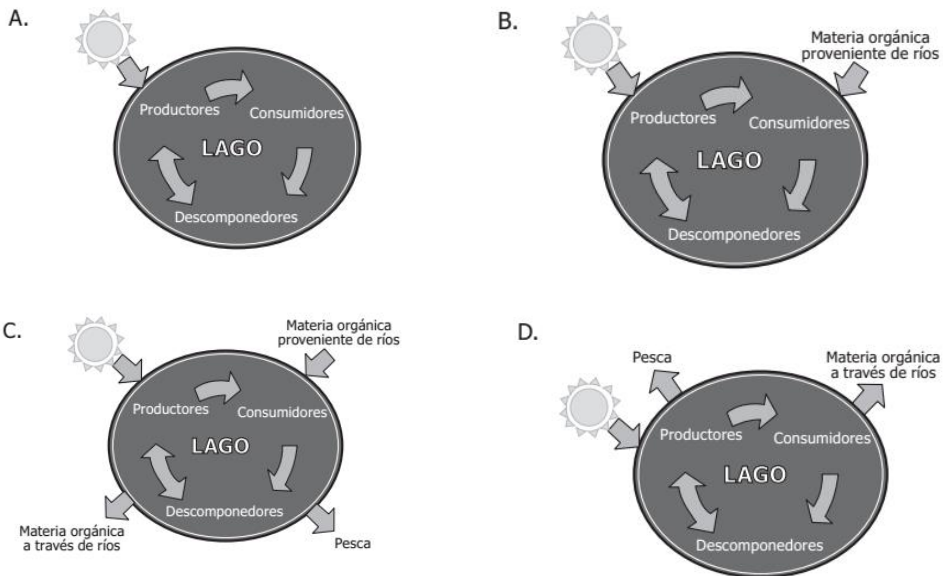 A.
Productores
Consumidores
LAGO
Descomponedores
B.
Materia orgánica
proveniente de ríos
Productores
Consumidores
LAGO
Descomponedores
C.
Materia orgánica
proveniente de ríos
Productores
Consumidores
LAGO
Descomponedores
Materia orgánica
a través de ríos
Pesca
D.
Pesca
Materia orgánica
a través de ríos
Productores
Consumidores
LAGO
Descomponedores